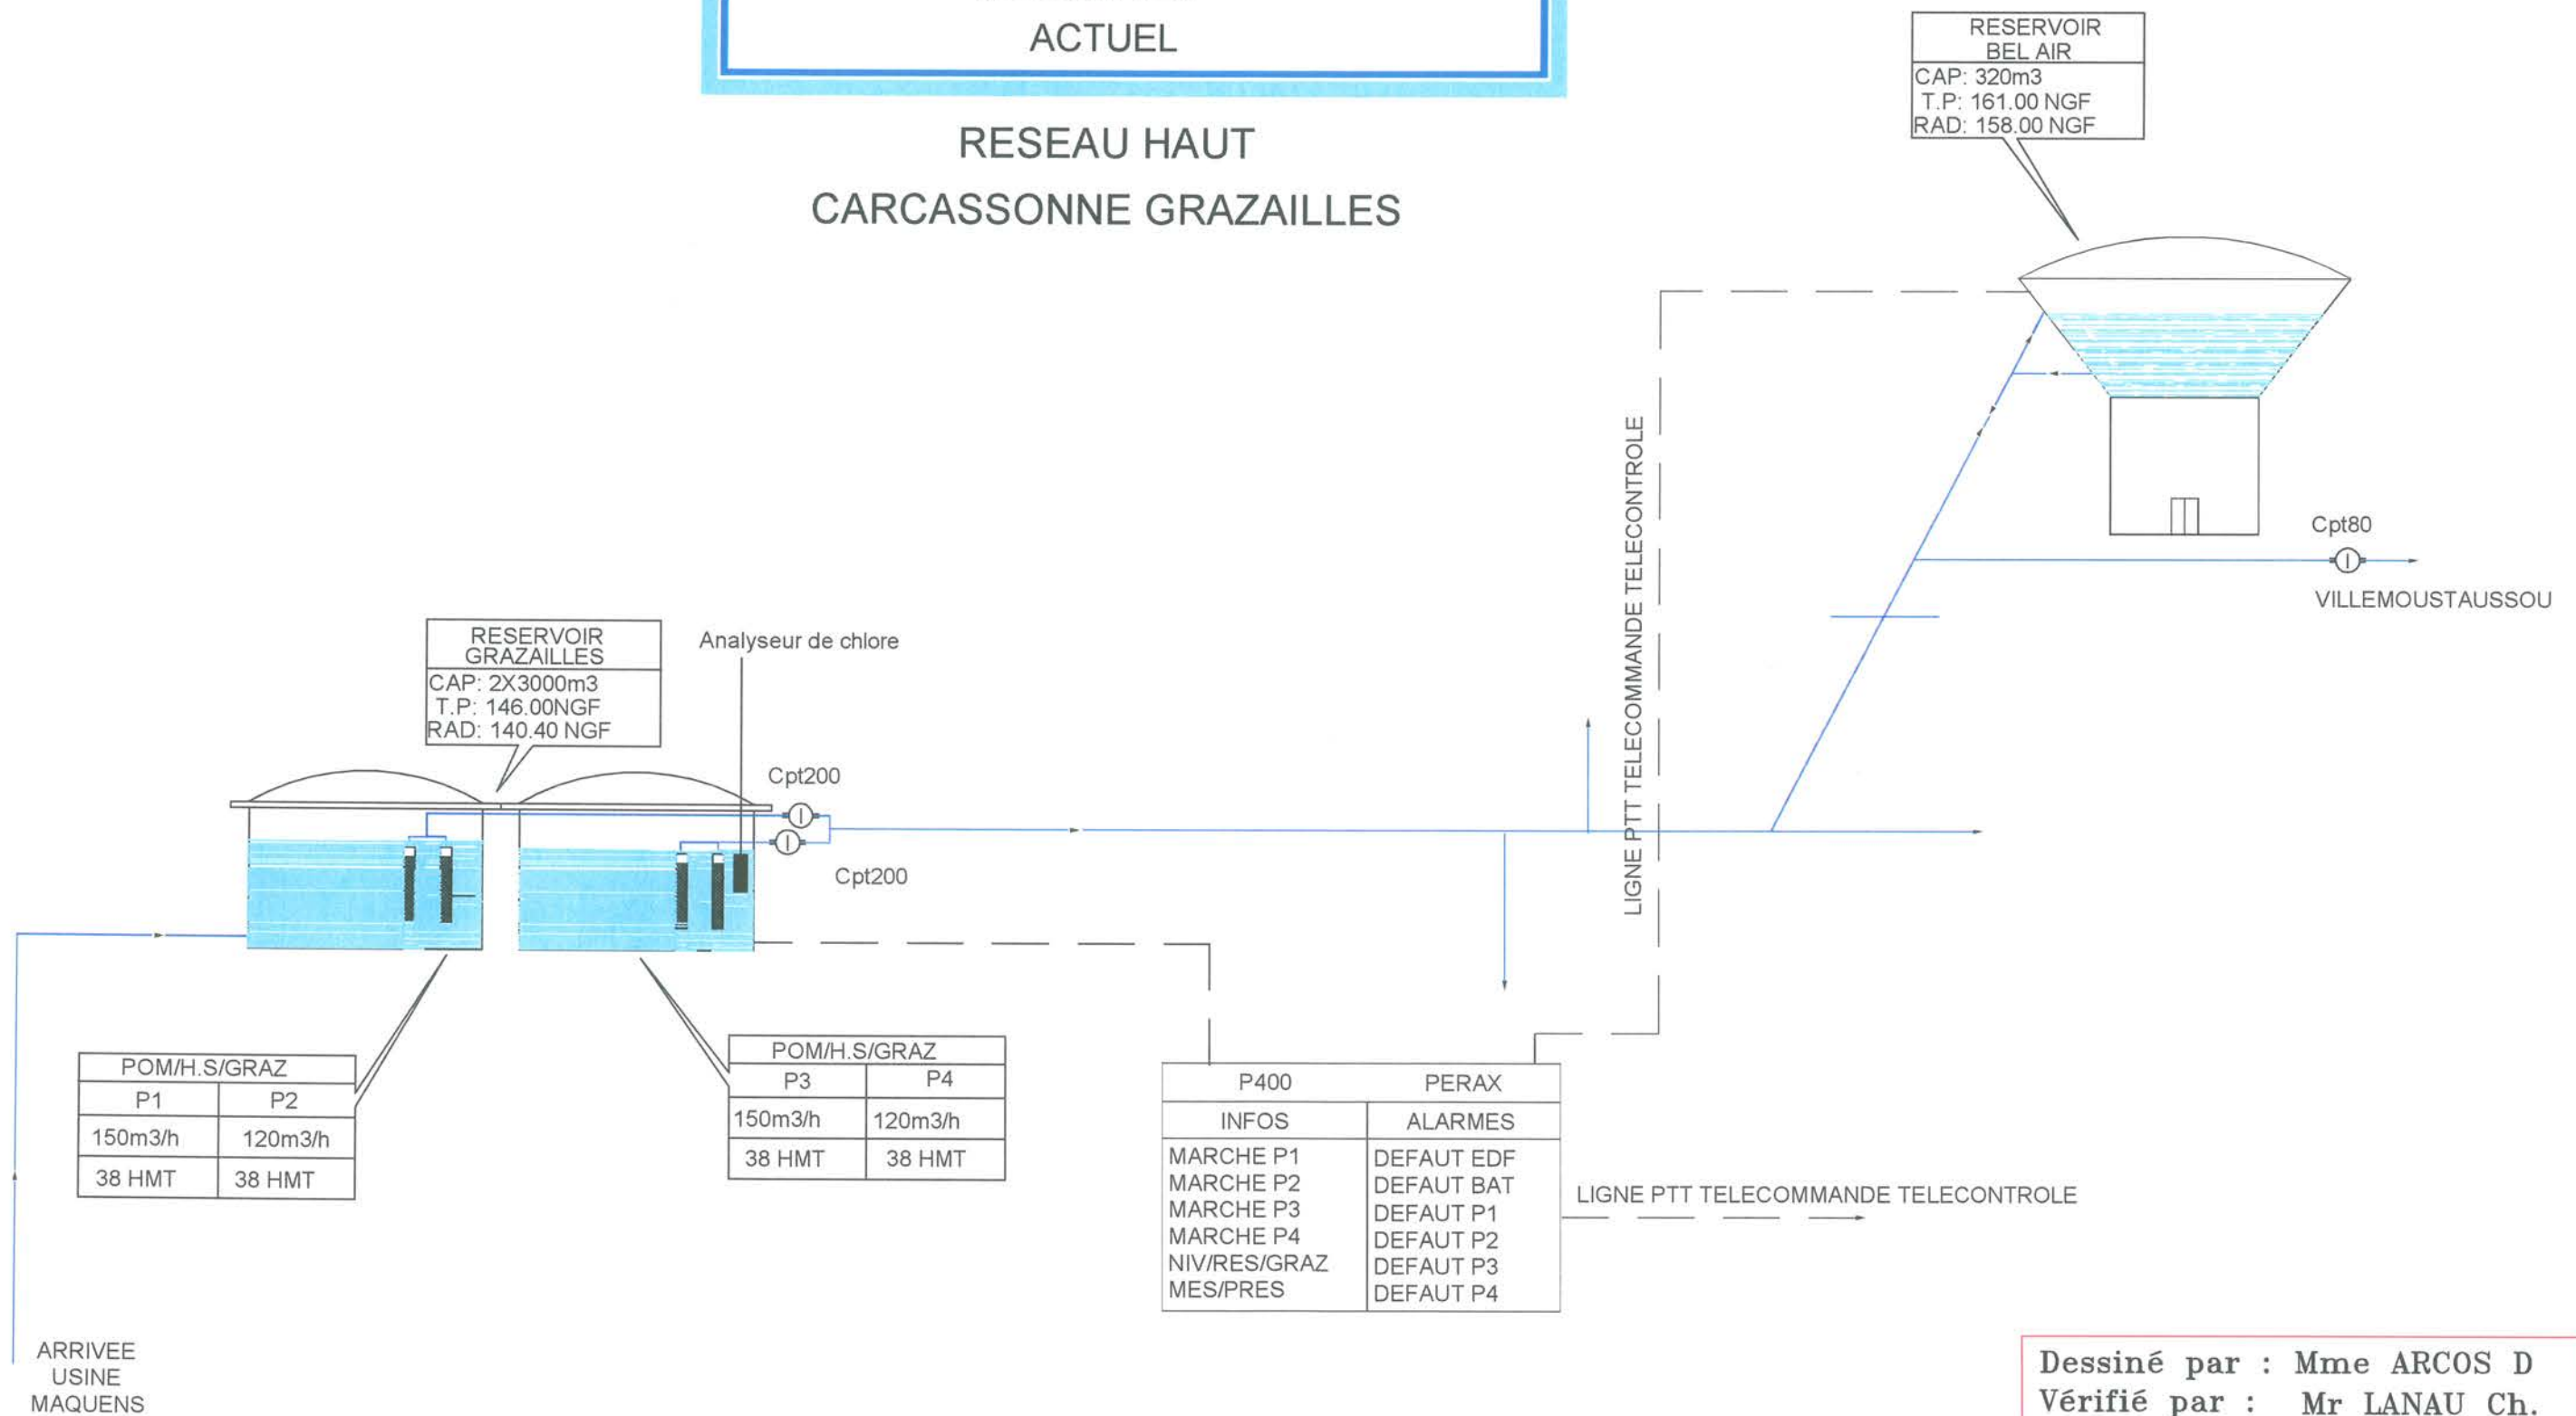 ACTUEL
RESEAU HAUT
CARCASSONNE GRAZAILLES
RESERVOIR
BEL AIR
CAP: 320m3
T.P: 161.00 NGF
RAD: 158.00 NGF
LIGNE PTT TELECOMMANDE TELECONTROLE
Cpt80
VILLEMOUSTAUSSOU
RESERVOIR
GRAZAILLES
CAP: 2X3000m3
T.P: 146.00NGF
RAD: 140.40 NGF
Analyseur de chlore
Cpt200
Cpt200
POM/H.S/GRAZ
P1 P2
150m3/h 120m3/h
38 HMT 38 HMT
POM/H.S/GRAZ
P3 P4
150m3/h 120m3/h
38 HMT 38 HMT
P400 PERAX
INFOS ALARMES
MARCHE P1 DEFAUT EDF
MARCHE P2 DEFAUT BAT
MARCHE P3 DEFAUT P1
MARCHE P4 DEFAUT P2
NIV/RES/GRAZ DEFAUT P3
MES/PRES DEFAUT P4
LIGNE PTT TELECOMMANDE TELECONTROLE
ARRIVEE
USINE
MAQUENS
Dessiné par : Mme ARCOS D
Vérifié par : Mr LANAU Ch.